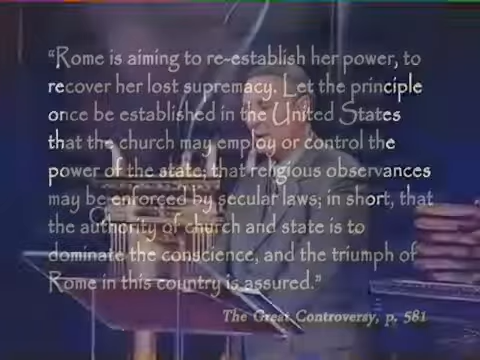 “Rome is aiming to re-establish her power, to
recover her lost supremacy. Let the principle
once be established in the United States
that the church may employ or control the
power of the state; that religious observances
may be enforced by secular laws; in short, that
the authority of church and state is to
dominate the conscience, and the triumph of
Rome in this country is assured.”
The Great Controversy, p. 581